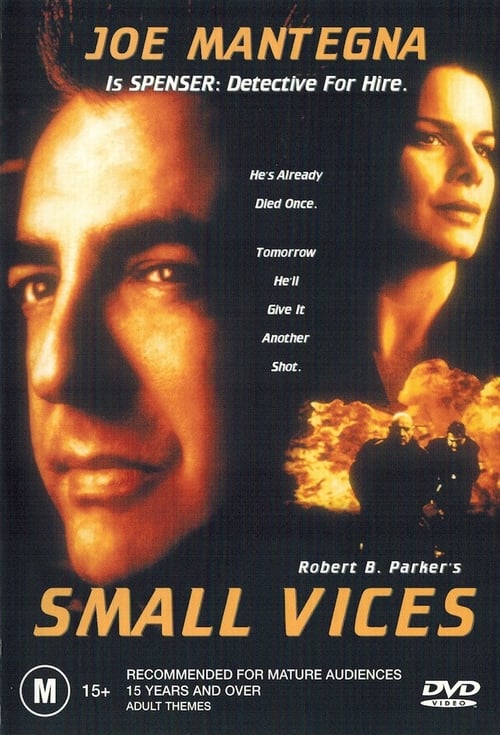 JOE MANTEGNA
Is SPENSER: Detective For Hire.
He's Already
Died Once.
Tomorrow
He'll
Give It
Another
Shot.
Robert B. Parker's
SMALL VICES
M
15+
RECOMMENDED FOR MATURE AUDIENCES
15 YEARS AND OVER
ADULT THEMES
DVD
VIDEO